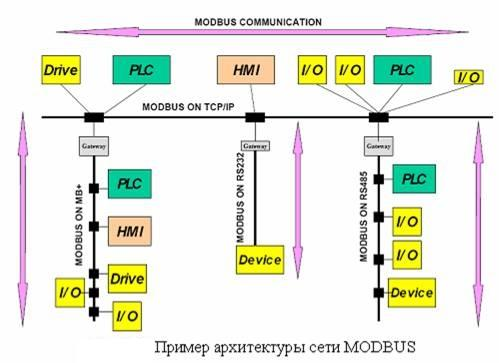 MODBUS COMMUNICATION
Drive
PLC
HMI
I/O
I/O
PLC
I/O
MODBUS ON TCP/IP
Gateway
Gateway
Gateway
MODBUS ON MB+
PLC
HMI
Drive
I/O
I/O
MODBUS ON RS232
Device
MODBUS ON RS485
PLC
I/O
I/O
Device
Пример архитектуры сети MODBUS